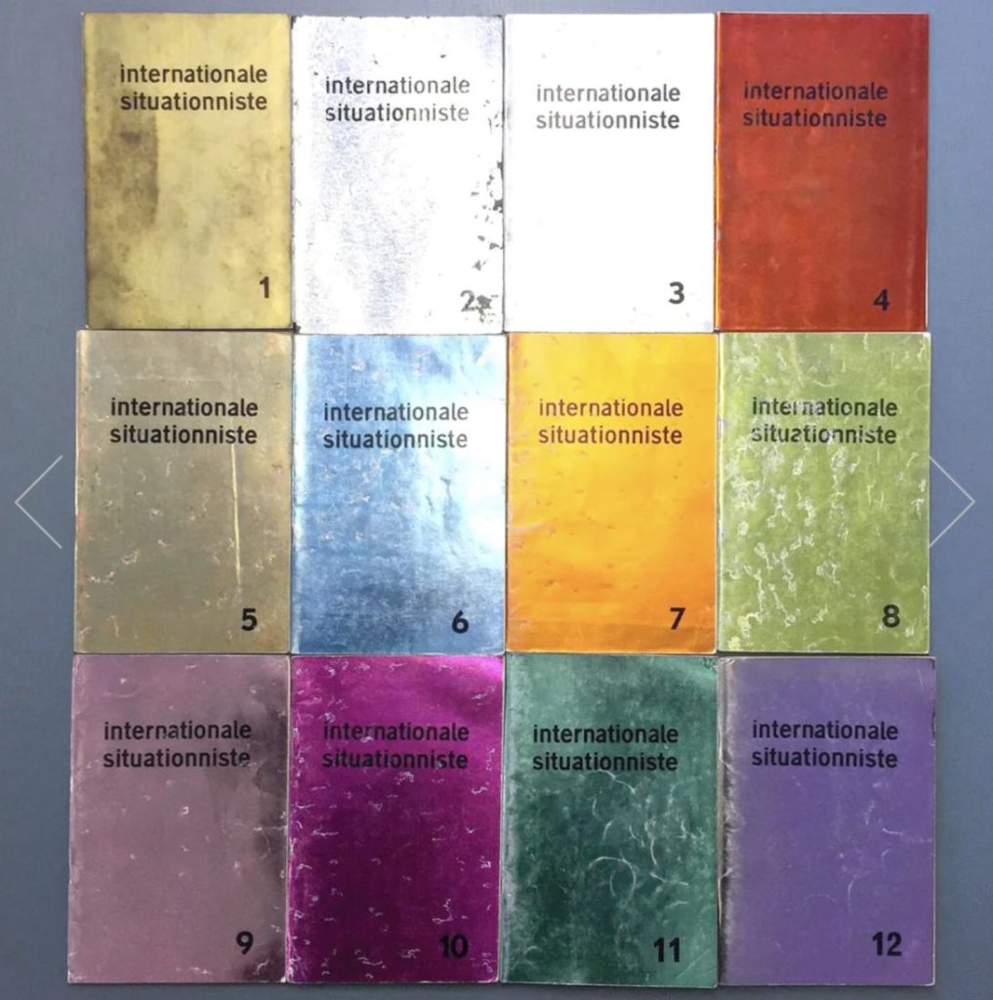 internationale
situationniste
1
internationale
situationniste
2
internationale
situationniste
3
internationale
situationniste
4
internationale
situationniste
5
internationale
situationniste
6
internationale
situationniste
7
internationale
situationniste
8
internationale
situationniste
9
internationale
situationniste
10
internationale
situationniste
11
internationale
situationniste
12